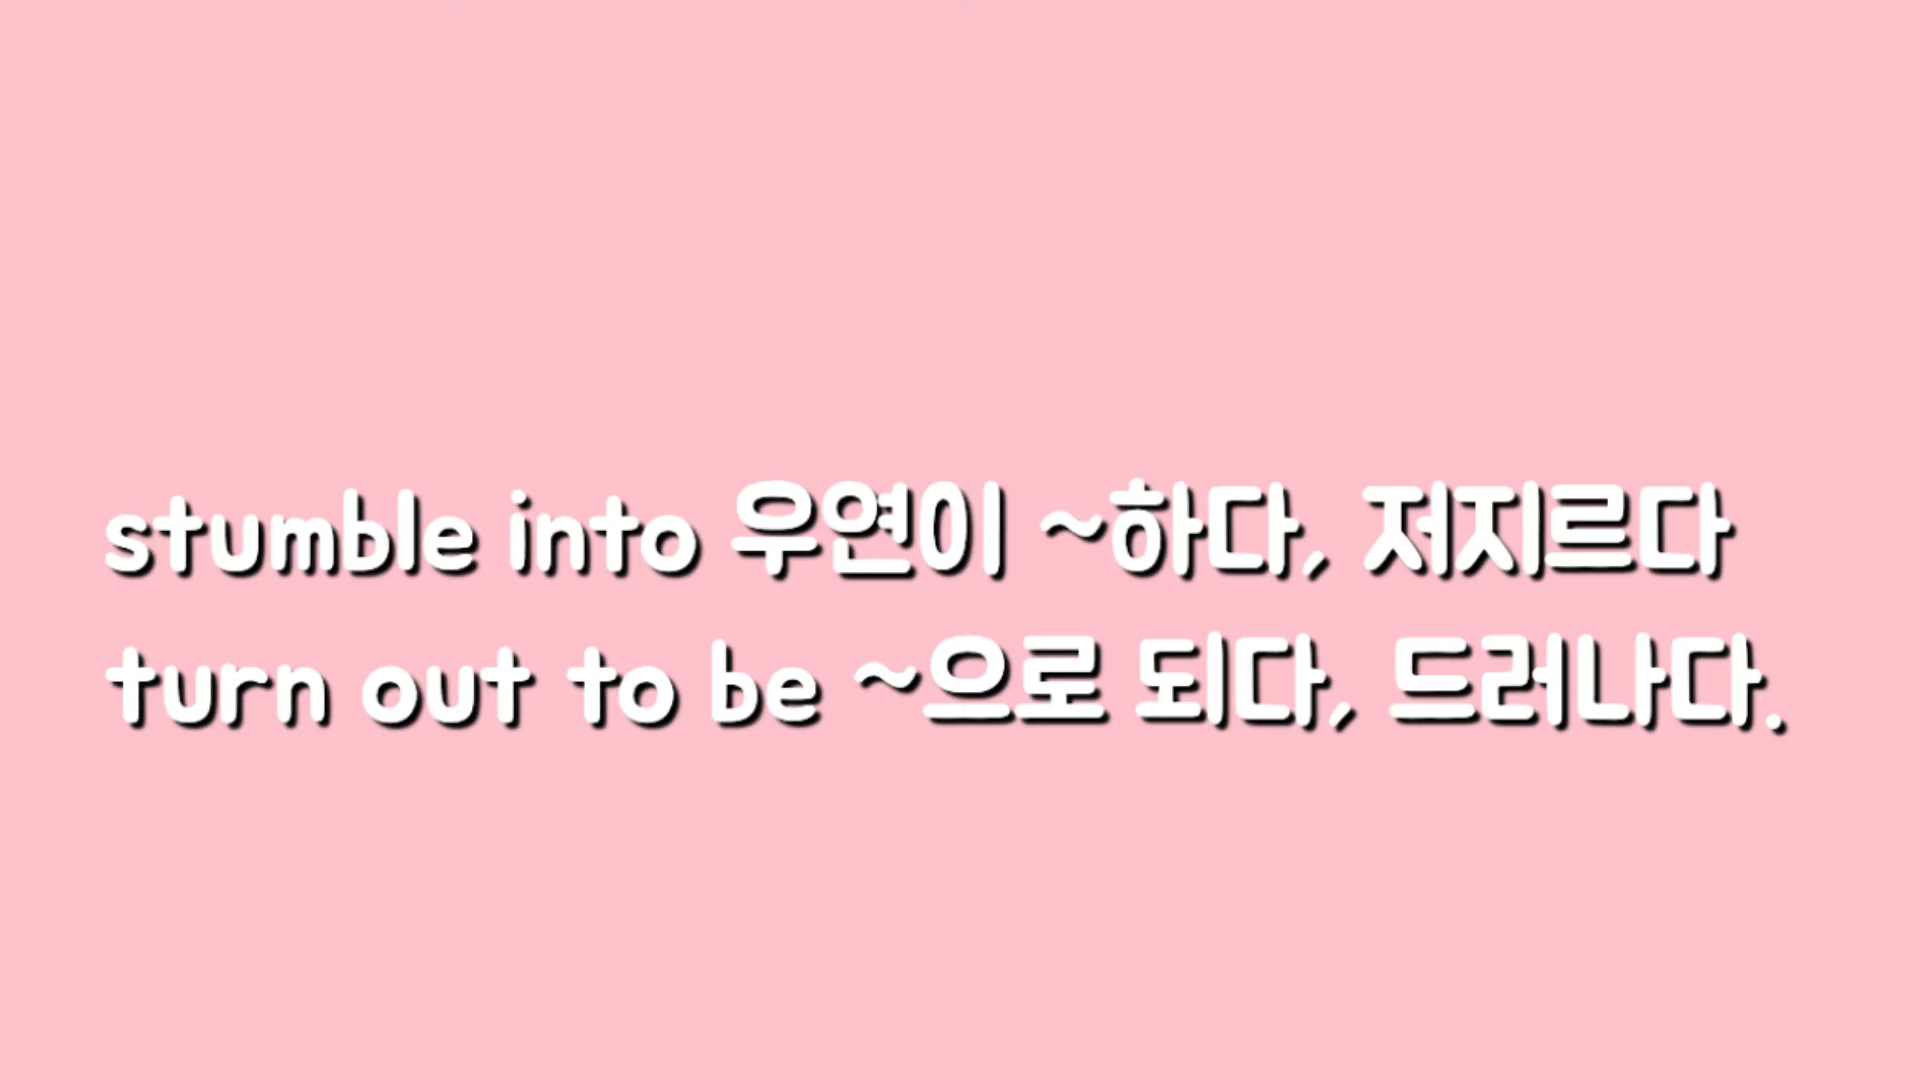 stumble into 우연이 ~하다, 저지르다
turn out to be ~으로 되다, 드러나다.